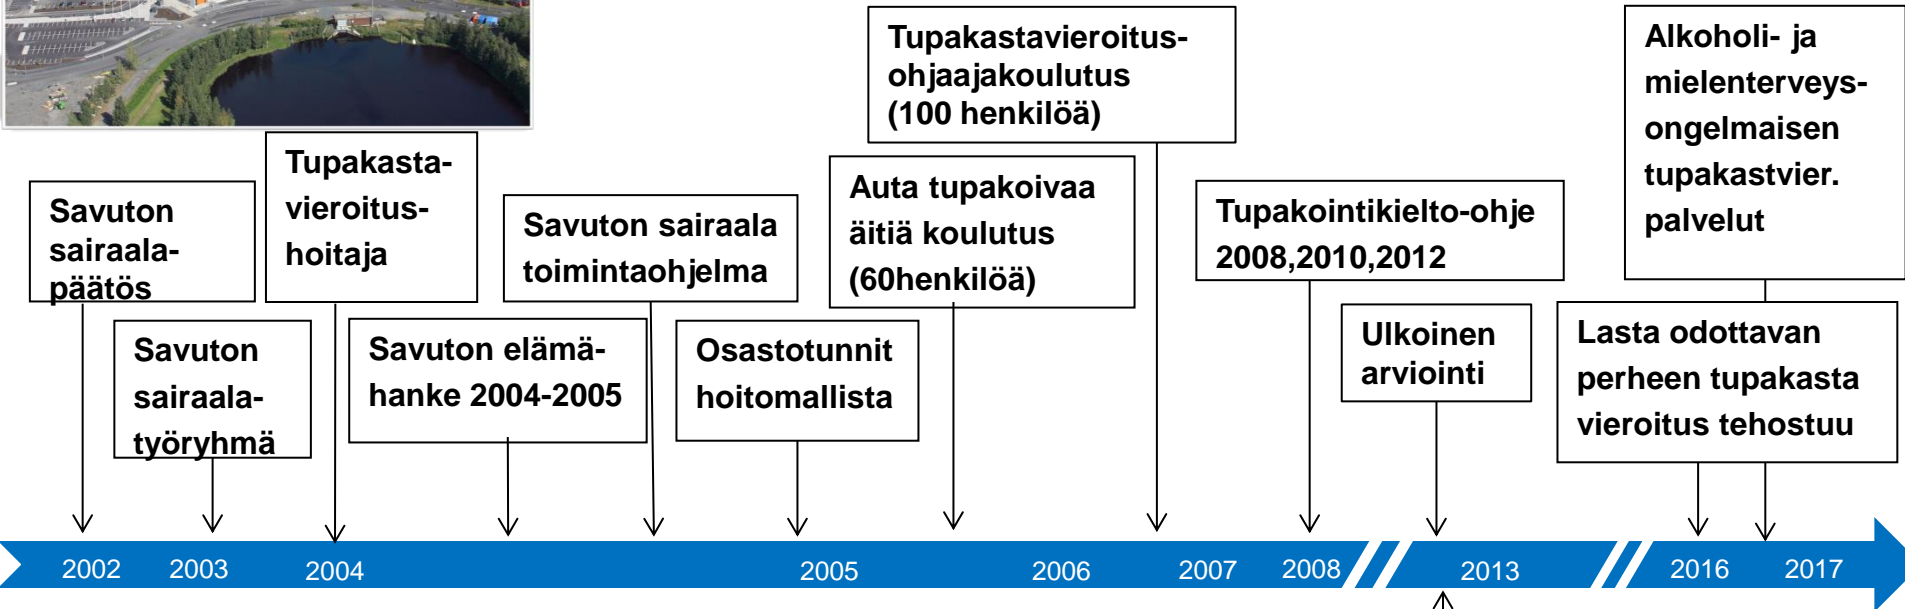 Savuton
sairaala-
päätös
Savuton
sairaala-
työryhmä
Tupakasta-
vieroitus-
hoitaja
Savuton elämä-
hanke 2004-2005
Savuton sairaala
toimintaohjelma
Osastotunnit
hoitomallista
Auta tupakoivaa
äitiä koulutus
(60henkilöä)
Tupakastavieroitus-
ohjaajakoulutus
(100 henkilöä)
Tupakointikielto-ohje
2008,2010,2012
Ulkoinen
arviointi
Lasta odottavan
perheen tupakasta
vieroitus tehostuu
Alkoholi- ja
mielenterveys-
ongelmaisen
tupakastvier.
palvelut
2002 2003 2004 2005 2006 2007 2008 2013 2016 2017